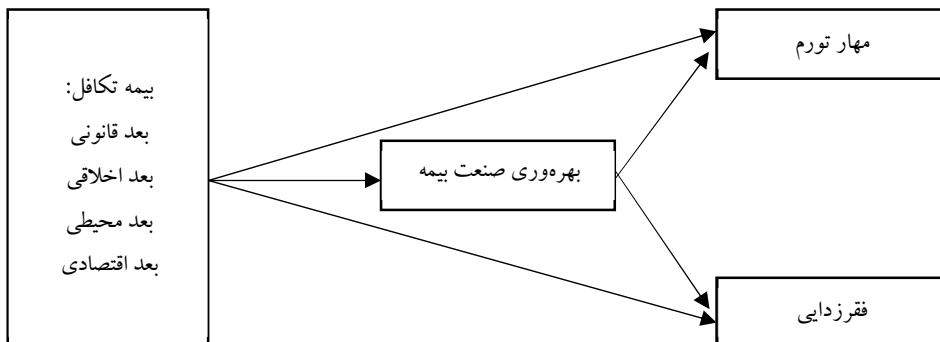 بیمه تکافل:
بعد قانونی
بعد اخلاقی
بعد محیطی
بعد اقتصادی
بهره‌وری صنعت بیمه
مهار تورم
فقرزدایی